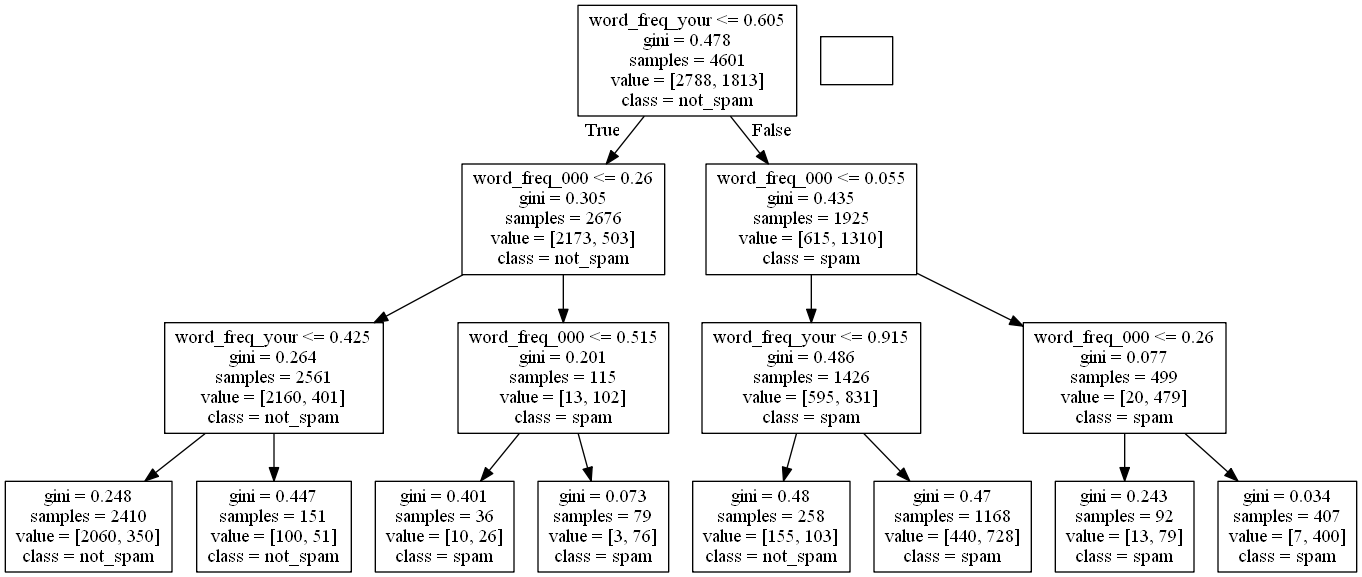 word_freq_your <= 0.605
gini = 0.478
samples = 4601
value = [2788, 1813]
class = not_spam
True
False
word_freq_000 <= 0.26
gini = 0.305
samples = 2676
value = [2173, 503]
class = not_spam
word_freq_000 <= 0.055
gini = 0.435
samples = 1925
value = [615, 1310]
class = spam
word_freq_your <= 0.425
gini = 0.264
samples = 2561
value = [2160, 401]
class = not_spam
word_freq_000 <= 0.515
gini = 0.201
samples = 115
value = [13, 102]
class = spam
word_freq_your <= 0.915
gini = 0.486
samples = 1426
value = [595, 831]
class = spam
word_freq_000 <= 0.26
gini = 0.077
samples = 499
value = [20, 479]
class = spam
gini = 0.248
samples = 2410
value = [2060, 350]
class = not_spam
gini = 0.447
samples = 151
value = [100, 51]
class = not_spam
gini = 0.401
samples = 36
value = [10, 26]
class = spam
gini = 0.073
samples = 79
value = [3, 76]
class = spam
gini = 0.48
samples = 258
value = [155, 103]
class = not_spam
gini = 0.47
samples = 1168
value = [440, 728]
class = spam
gini = 0.243
samples = 92
value = [13, 79]
class = spam
gini = 0.034
samples = 407
value = [7, 400]
class = spam